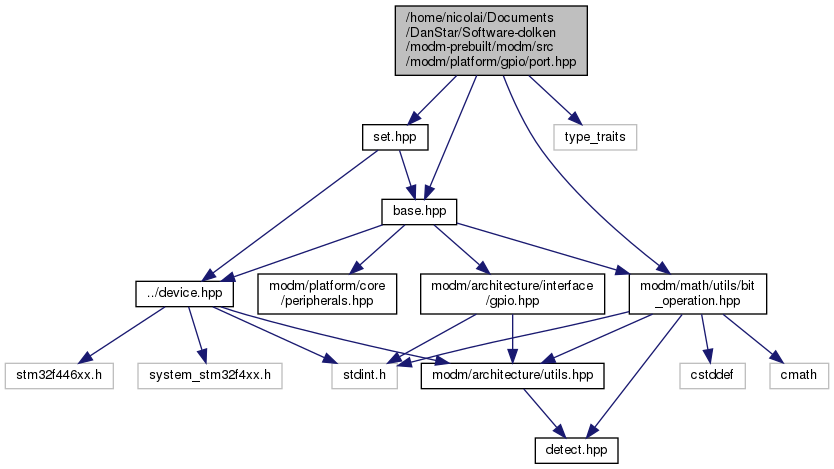 /home/nicolai/Documents
/DanStar/Software-dolken
/modm-prebuilt/modm/src
/modm/platform/gpio/port.hpp
set.hpp
type_traits
base.hpp
../device.hpp
modm/platform/core
/peripherals.hpp
modm/architecture/interface
/gpio.hpp
modm/math/utils/bit
_operation.hpp
stm32f446xx.h
system_stm32f4xx.h
stdint.h
modm/architecture/utils.hpp
cstddef
cmath
detect.hpp